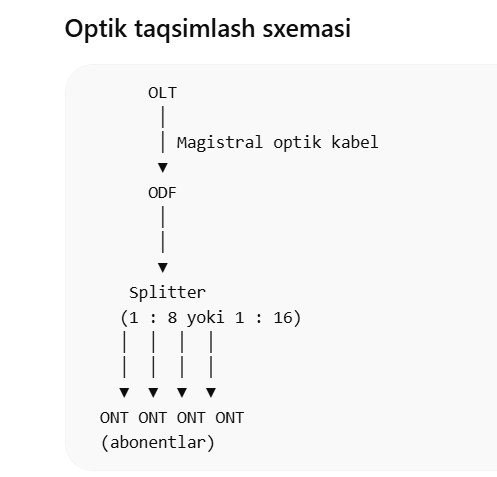 Optik taqsimlash sxemasi
OLT
Magistral optik kabel
ODF
Splitter
(1 : 8 yoki 1 : 16)
ONT ONT ONT ONT
(abonentlar)